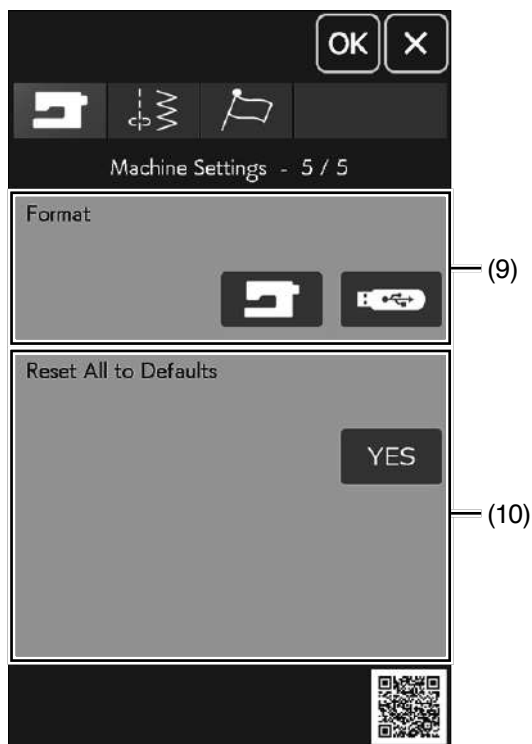 OK
Machine Settings - 5 / 5
Format
(9)
Reset All to Defaults
YES
(10)